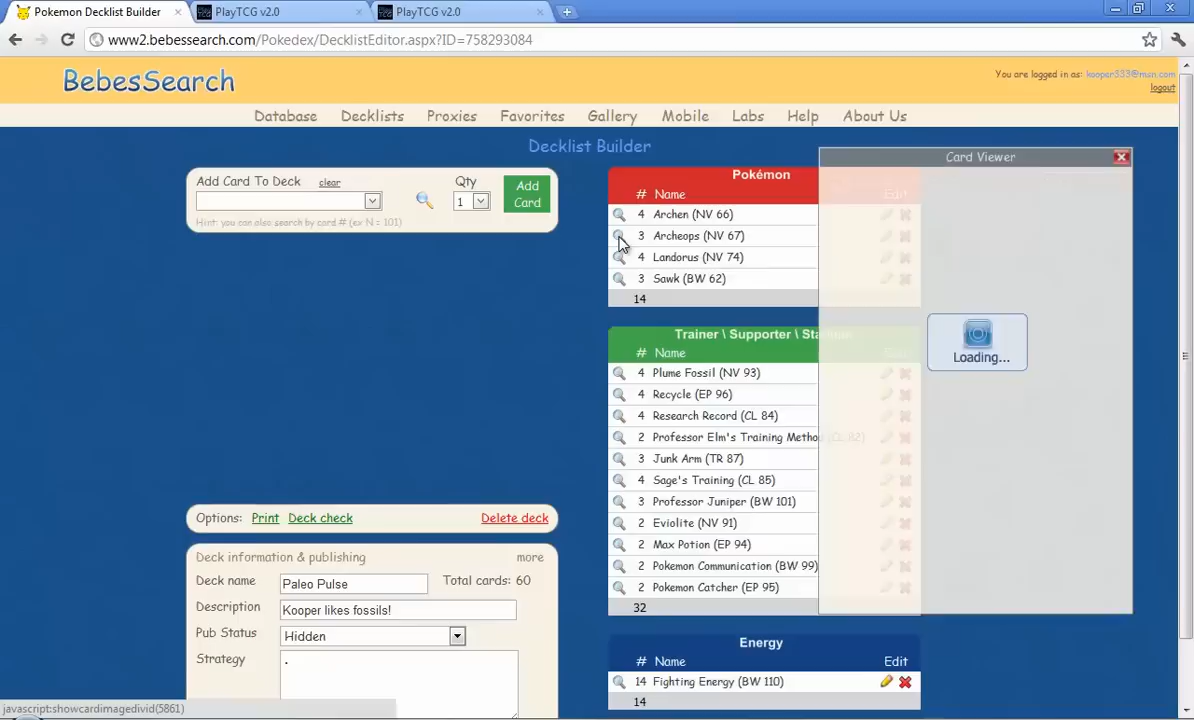 Pokemon Decklist Builder
PlayTCG v2.0
PlayTCG v2.0
www2.bebessearch.com/Pokedex/DecklistEditor.aspx?ID=758293084
BebesSearch
You are logged in as: kooper533@msn.com
logout
Database Decklists Proxies Favorites Gallery Mobile Labs Help About Us
Decklist Builder
Add Card To Deck clear Qty
1
Add Card
Hint: you can also search by card # (ex N = 101)
Pokémon
# Name Edit
4 Archen (NV 66)
3 Archeops (NV 67)
4 Landorus (NV 74)
3 Sawk (BW 62)
14
Trainer \ Supporter \ Stadium
# Name
4 Plume Fossil (NV 93)
4 Recycle (EP 96)
4 Research Record (CL 84)
2 Professor Elm's Training Method (CL 82)
3 Junk Arm (TR 87)
4 Sage's Training (CL 85)
3 Professor Juniper (BW 101)
2 Eviolite (NV 91)
2 Max Potion (EP 94)
2 Pokemon Communication (BW 99)
2 Pokemon Catcher (EP 95)
32
Energy
# Name Edit
14 Fighting Energy (BW 110)
14
Card Viewer
Loading...
Options: Print Deck check Delete deck
Deck information & publishing more
Deck name Paleo Pulse Total cards: 60
Description Kooper likes fossils!
Pub Status Hidden
Strategy .
javascript:showcardimagedivid(5861)